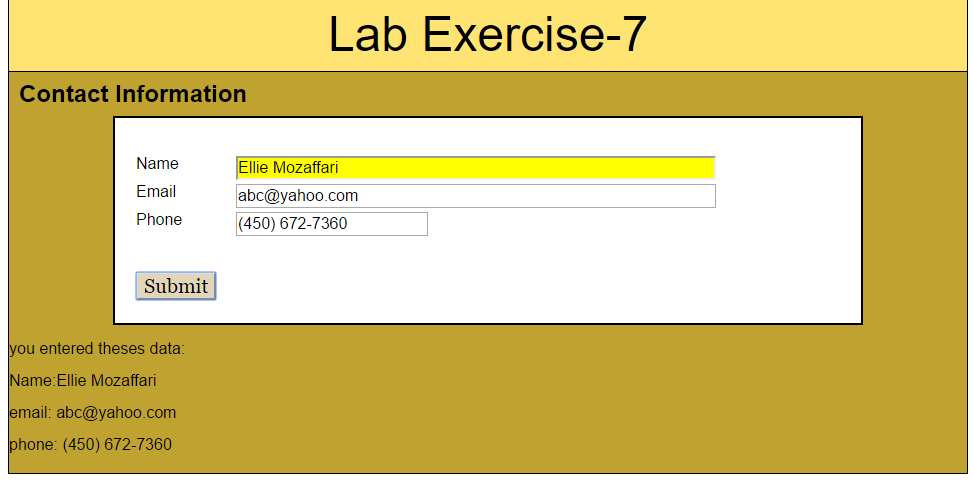 Lab Exercise-7
Contact Information
Name Ellie Mozaffari
Email abc@yahoo.com
Phone (450) 672-7360
Submit
you entered theses data:
Name:Ellie Mozaffari
email: abc@yahoo.com
phone: (450) 672-7360